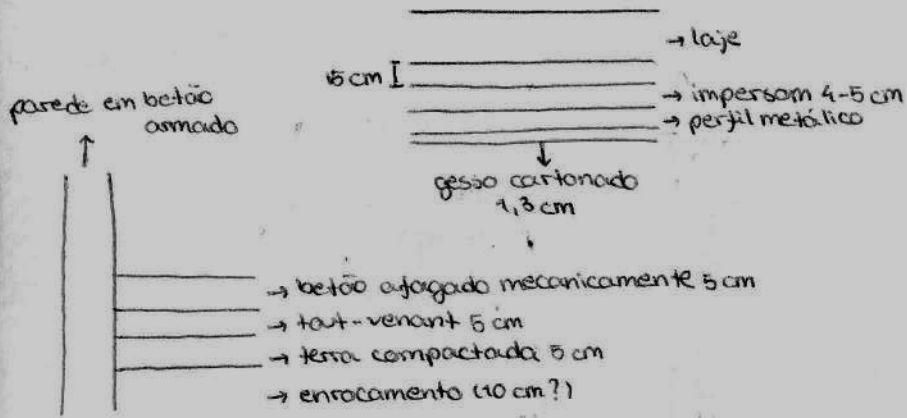 → laje
15 cm
→ impersom 4-5 cm
→ perfil metálico
gesso cartonado
1,3 cm
parede em betão
armado
→ betão afagado mecanicamente 5 cm
→ tout-venant 5 cm
→ terra compactada 5 cm
→ enrocamento (10 cm?)